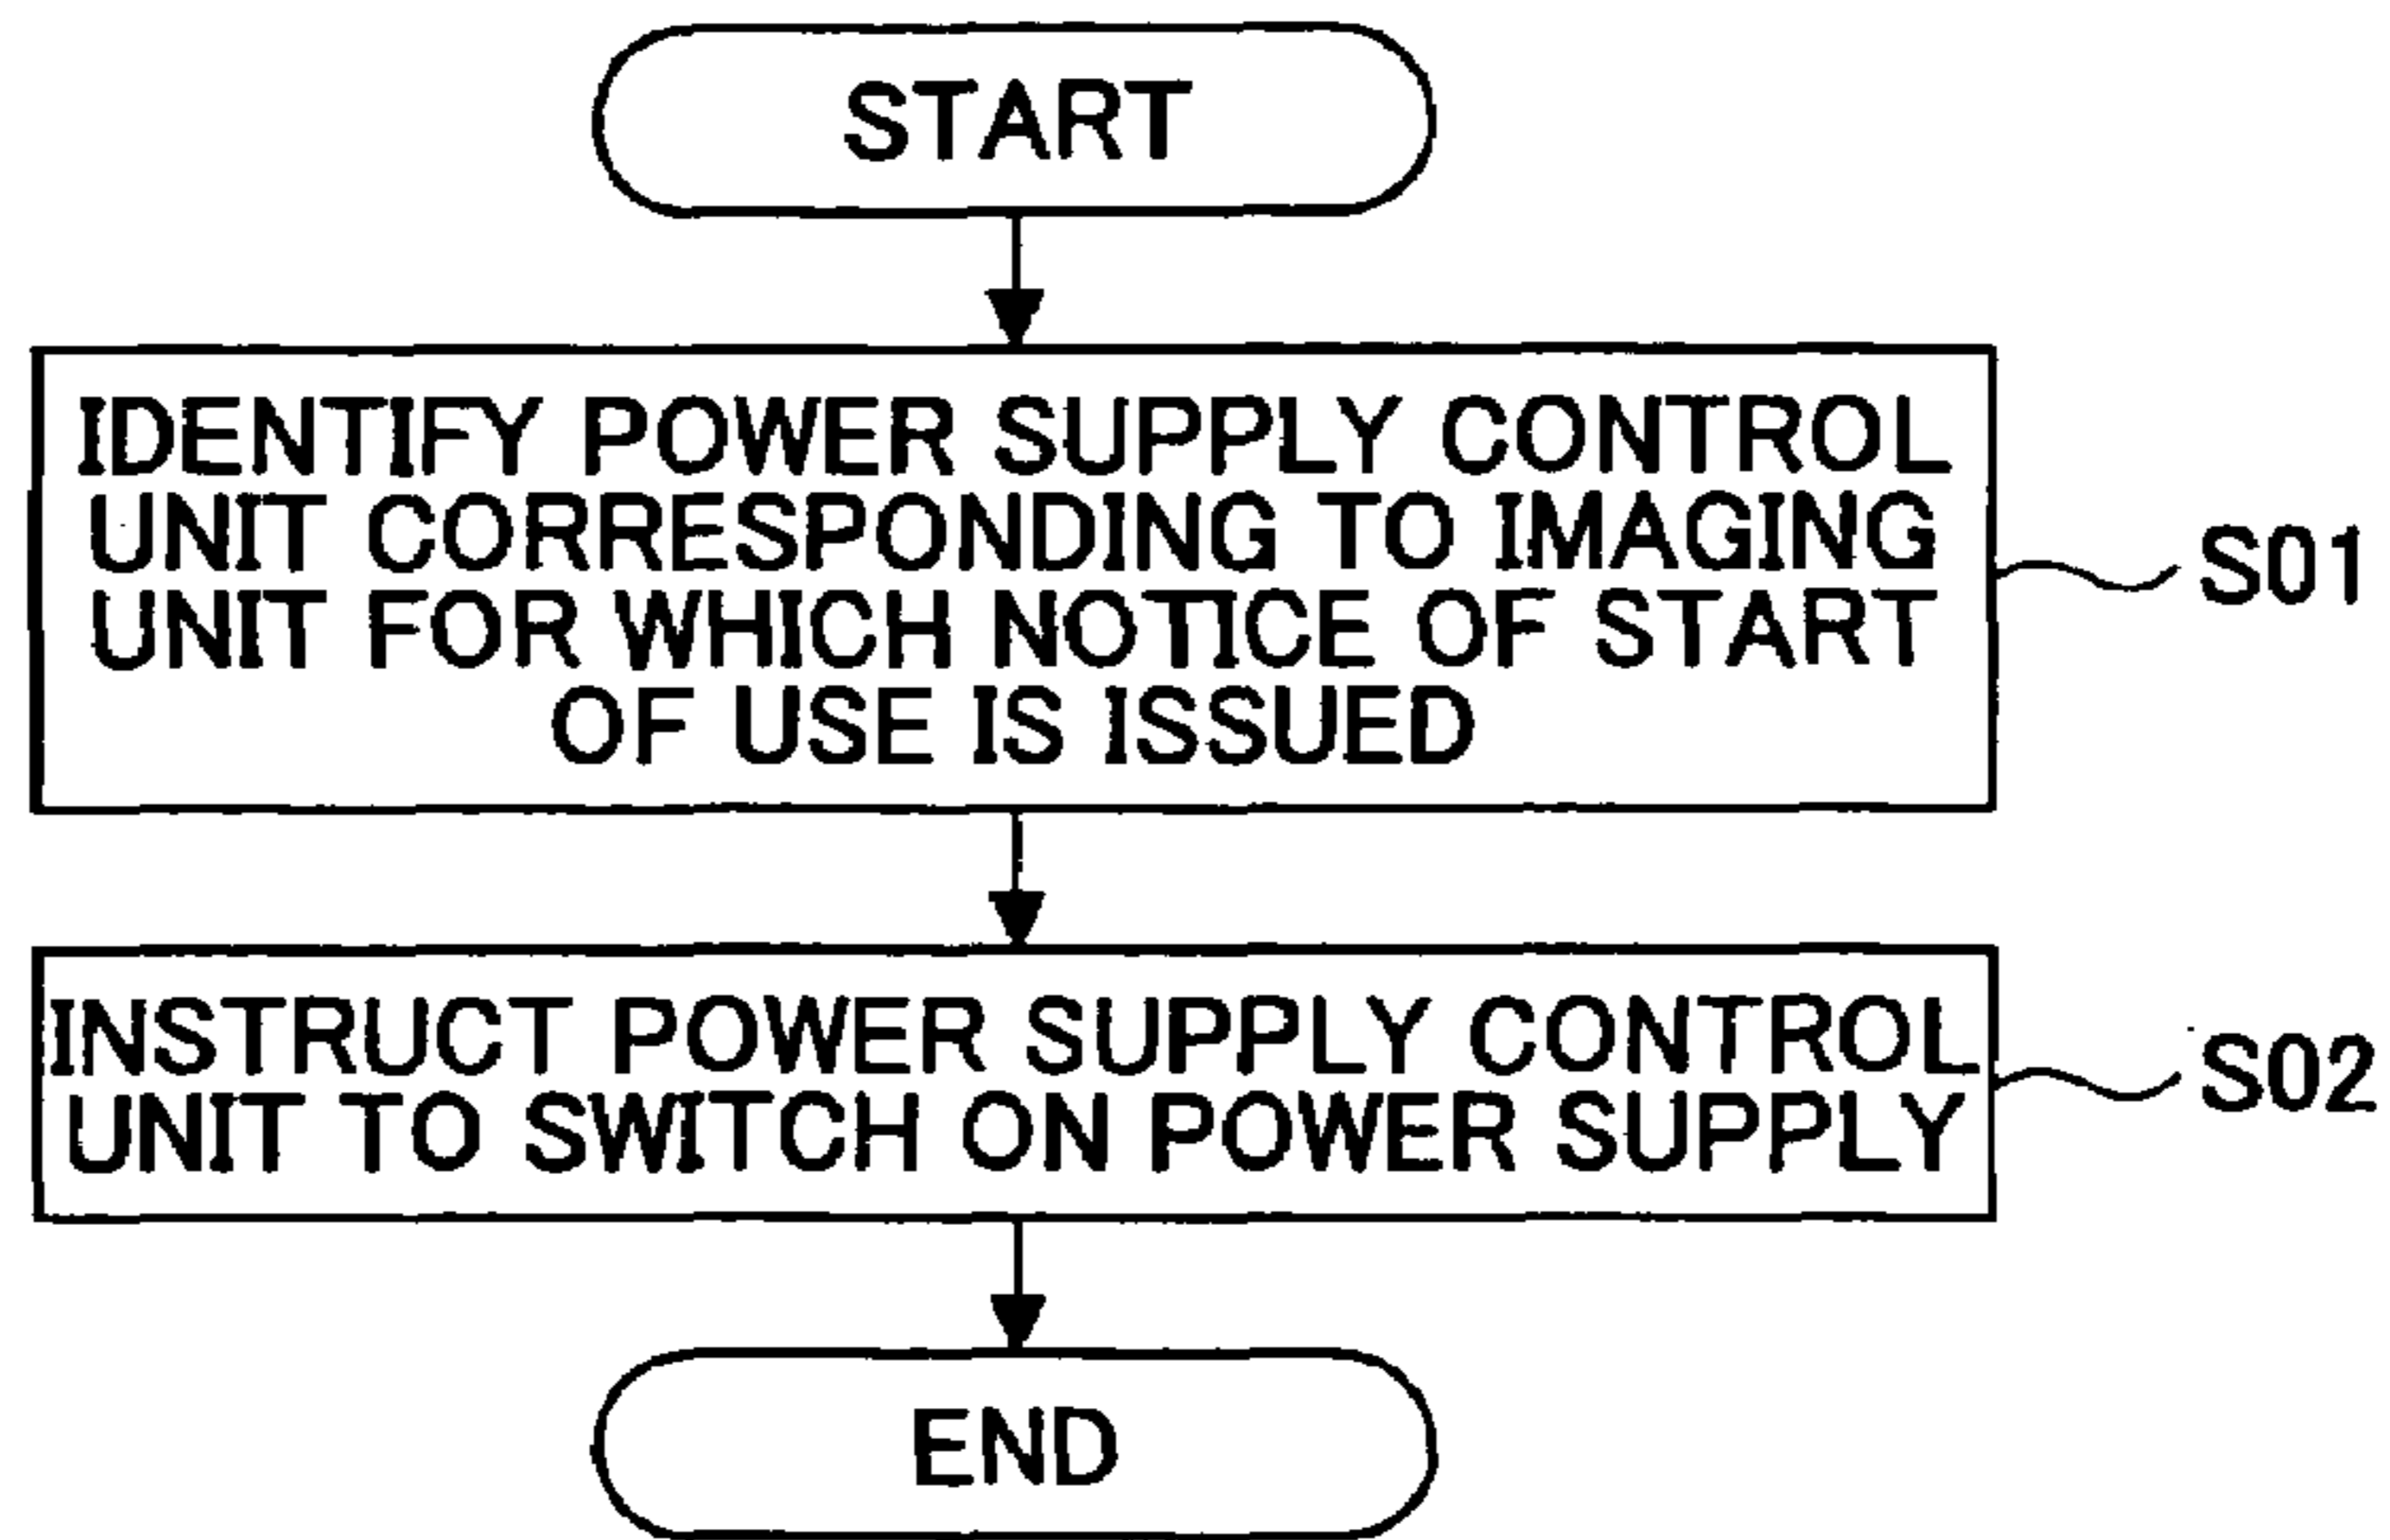 START
IDENTIFY POWER SUPPLY CONTROL
UNIT CORRESPONDING TO IMAGING
UNIT FOR WHICH NOTICE OF START
OF USE IS ISSUED
S01
INSTRUCT POWER SUPPLY CONTROL
UNIT TO SWITCH ON POWER SUPPLY
S02
END